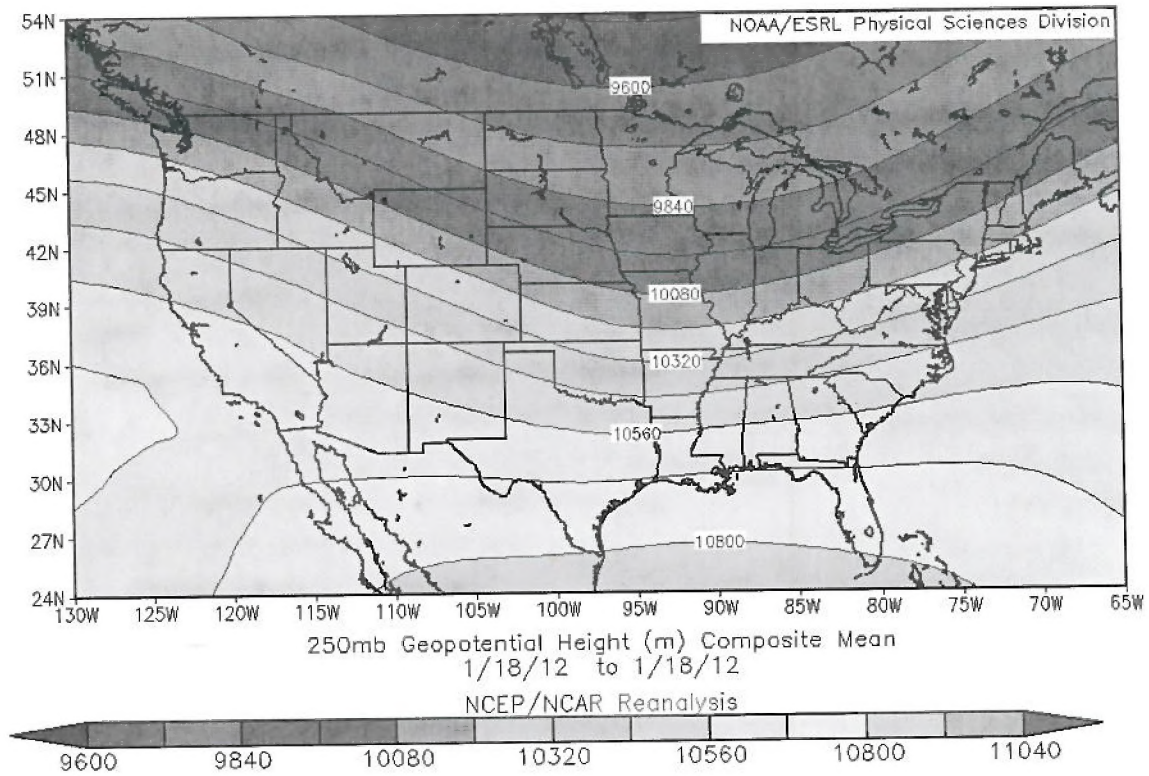 NOAA/ESRL Physical Sciences Division
54N
51N
48N
45N
42N
39N
36N
33N
30N
27N
24N
9600
9840
10080
10320
10560
10800
130W 125W 120W 115W 110W 105W 100W 95W 90W 85W 80W 75W 70W 65W
250mb Geopotential Height (m) Composite Mean
1/18/12 to 1/18/12
NCEP/NCAR Reanalysis
9600 9840 10080 10320 10560 10800 11040